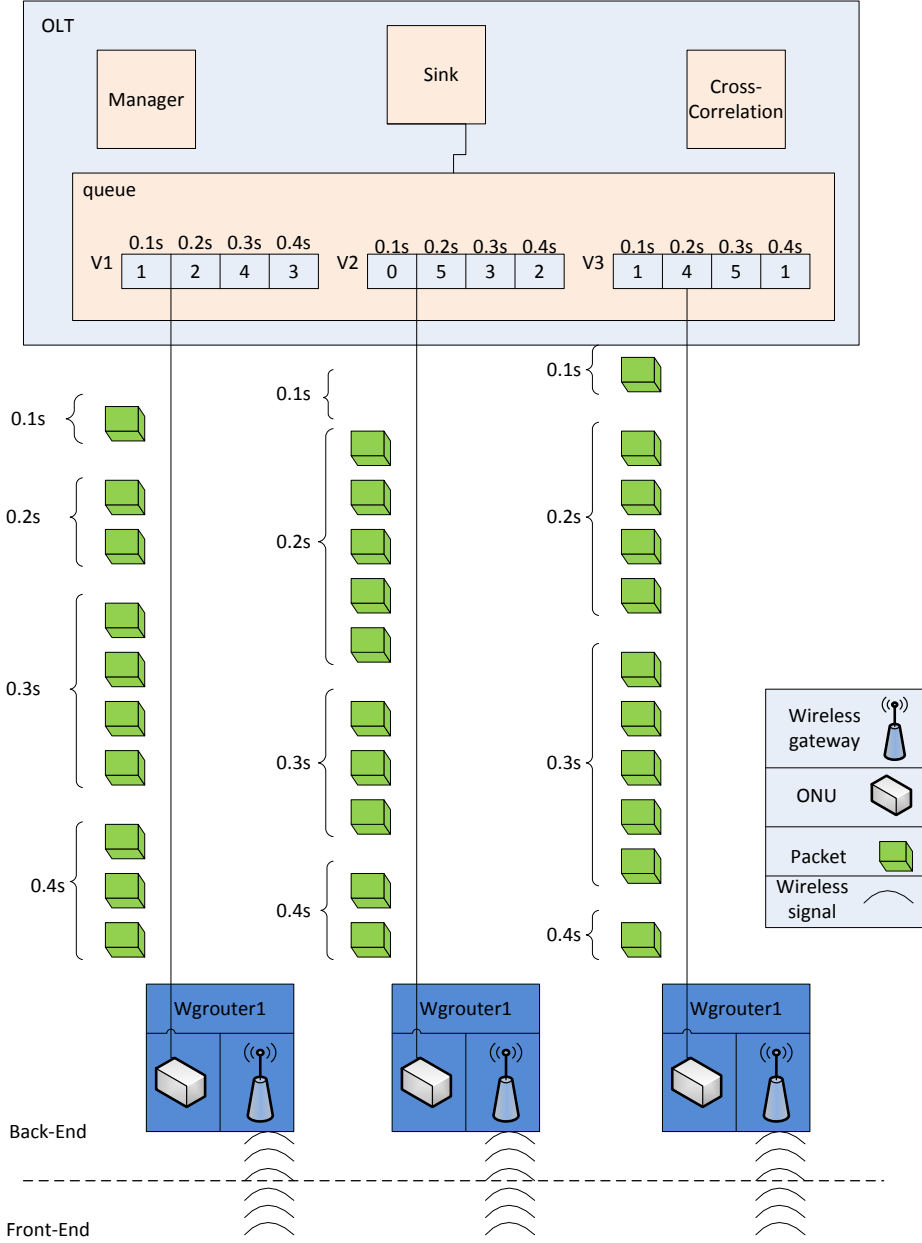 OLT
Manager
Sink
Cross-
Correlation
queue
0.1s 0.2s 0.3s 0.4s
V1 1 2 4 3
0.1s 0.2s 0.3s 0.4s
V2 0 5 3 2
0.1s 0.2s 0.3s 0.4s
V3 1 4 5 1
0.1s
0.2s
0.3s
0.4s
0.1s
0.2s
0.3s
0.4s
0.1s
0.2s
0.3s
0.4s
Wireless
gateway
ONU
Packet
Wireless
signal
Wgrouter1
Wgrouter1
Wgrouter1
Back-End
Front-End